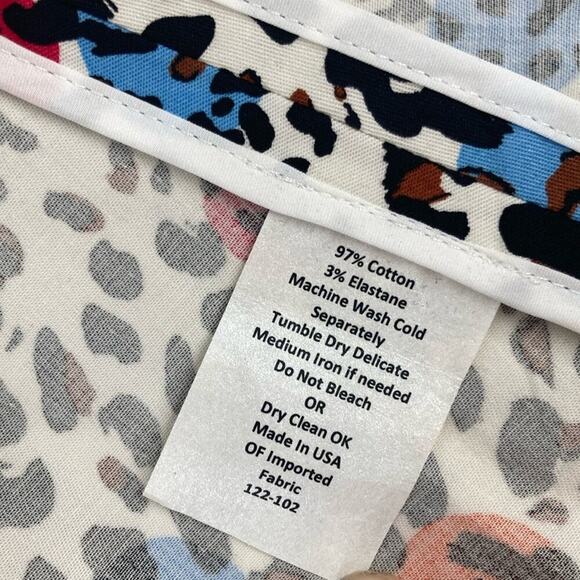 97% Cotton
3% Elastane
Machine Wash Cold
Separately
Tumble Dry Delicate
Medium Iron if needed
Do Not Bleach
OR
Dry Clean OK
Made In USA
OF Imported
Fabric
122-102